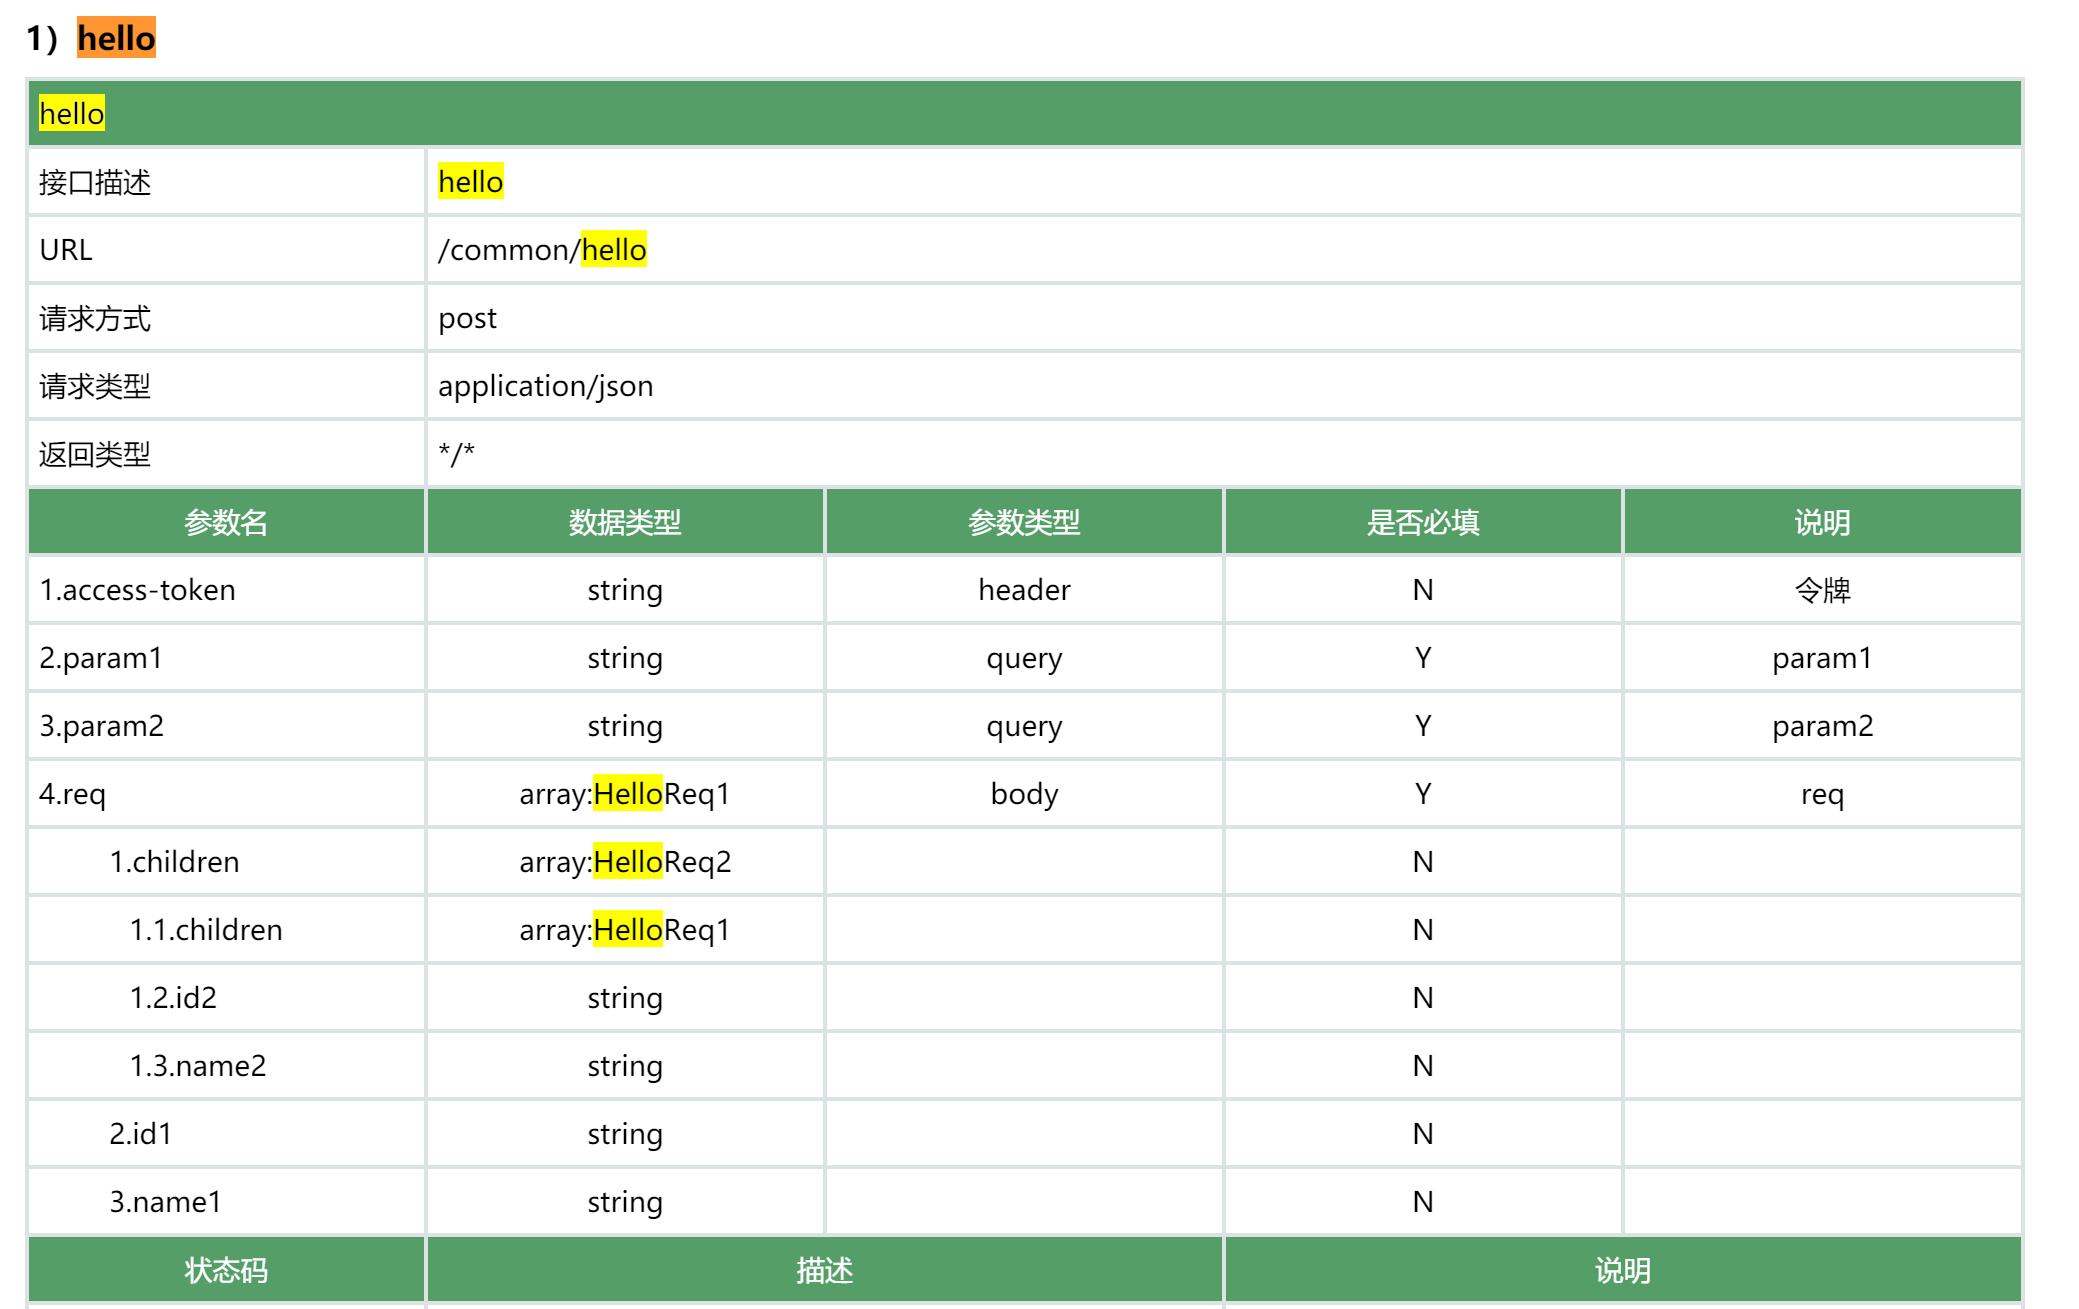 1）hello
hello
接口描述 hello
URL /common/hello
请求方式 post
请求类型 application/json
返回类型 */*
参数名 数据类型 参数类型 是否必填 说明
1.access-token string header N 令牌
2.param1 string query Y param1
3.param2 string query Y param2
4.req array:HelloReq1 body Y req
1.children array:HelloReq2 N
1.1.children array:HelloReq1 N
1.2.id2 string N
1.3.name2 string N
2.id1 string N
3.name1 string N
状态码 描述 说明